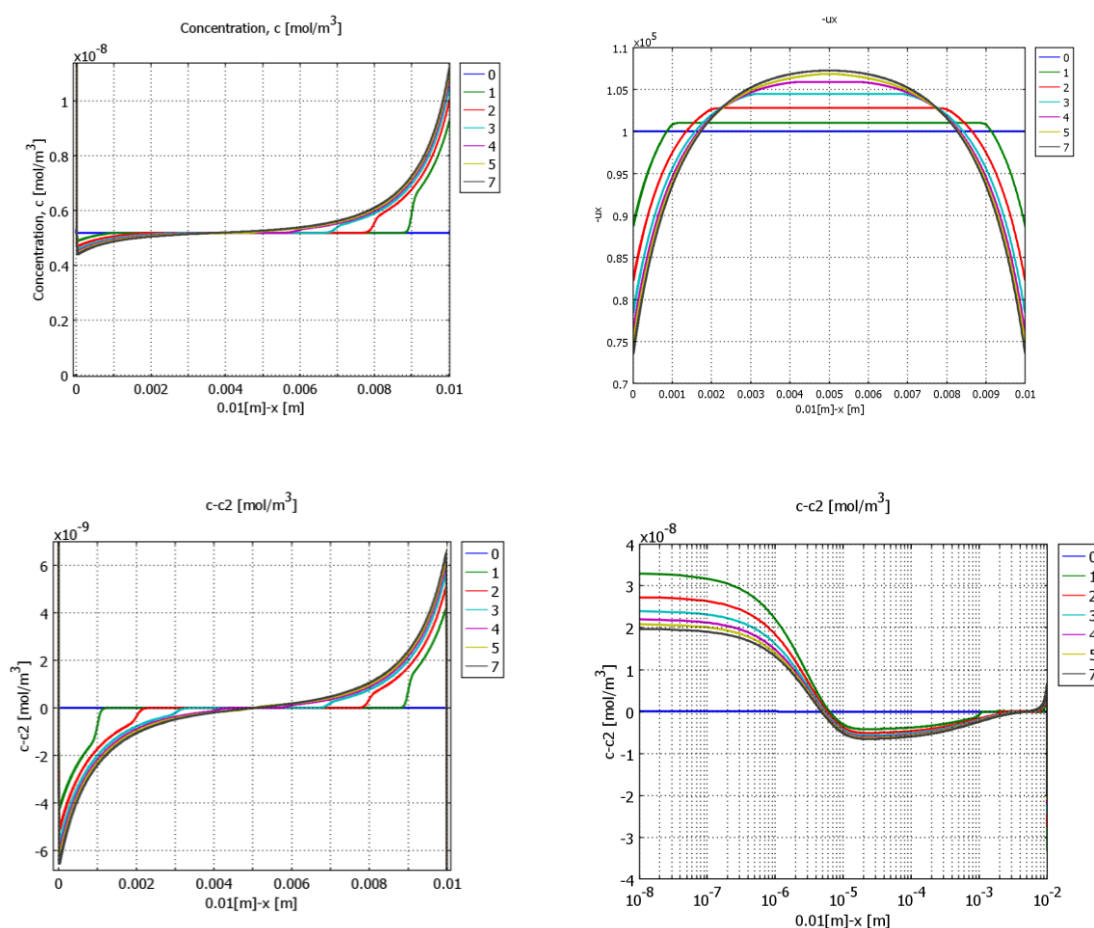 Concentration, c [mol/m³]
x10⁻⁸
1
0.8
0.6
0.4
0.2
0
Concentration, c [mol/m³]
0 0.002 0.004 0.006 0.008 0.01
0.01[m]-x [m]
0
1
2
3
4
5
7
-ux
x10⁵
1.1
1.05
1
0.95
0.9
0.85
0.8
0.75
0.7
-ux
0 0.001 0.002 0.003 0.004 0.005 0.006 0.007 0.008 0.009 0.01
0.01[m]-x [m]
0
1
2
3
4
5
7
c-c2 [mol/m³]
x10⁻⁹
6
4
2
0
-2
-4
-6
c-c2 [mol/m³]
0 0.002 0.004 0.006 0.008 0.01
0.01[m]-x [m]
0
1
2
3
4
5
7
c-c2 [mol/m³]
x10⁻⁸
4
3
2
1
0
-1
-2
-3
-4
c-c2 [mol/m³]
10⁻⁸ 10⁻⁷ 10⁻⁶ 10⁻⁵ 10⁻⁴ 10⁻³ 10⁻²
0.01[m]-x [m]
0
1
2
3
4
5
7